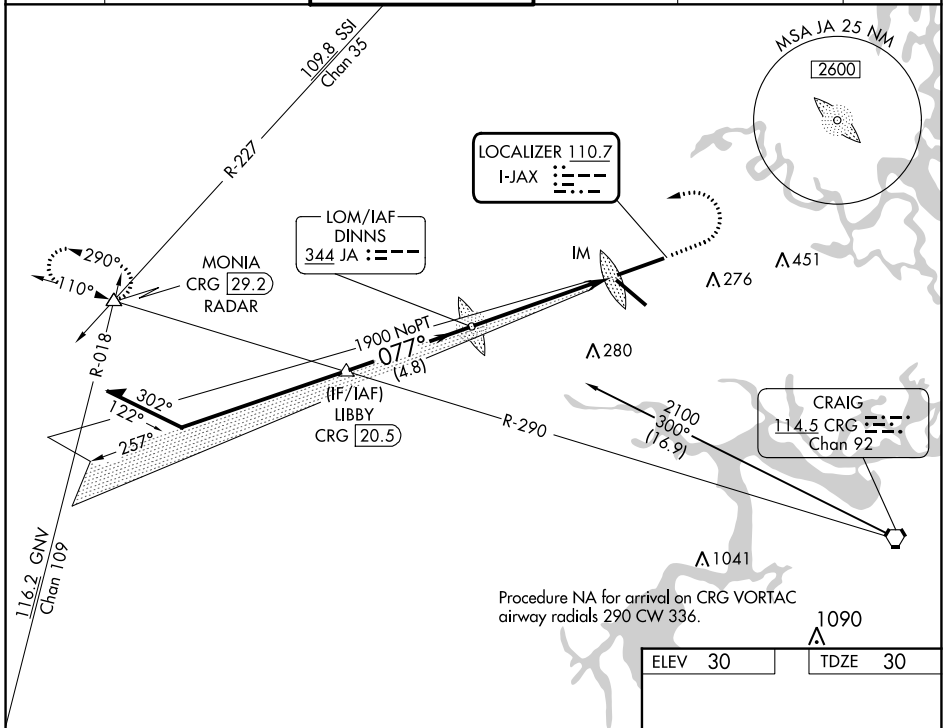 109.8 SSI
Chan 35
MSA JA 25 NM
2600
R-227
LOCALIZER 110.7
I-JAX
LOM/IAF
DINNS
344 JA
IM
451
276
290°
110°
MONIA
CRG 29.2
RADAR
1900 NoPT
077°
(4.8)
280
R-018
(IF/IAF)
LIBBY
CRG 20.5
302°
122°
257°
R-290
2100
300°
(16.9)
CRAIG
114.5 CRG
Chan 92
116.2 GNV
Chan 109
1041
Procedure NA for arrival on CRG VORTAC
airway radials 290 CW 336.
1090
ELEV 30
TDZE 30